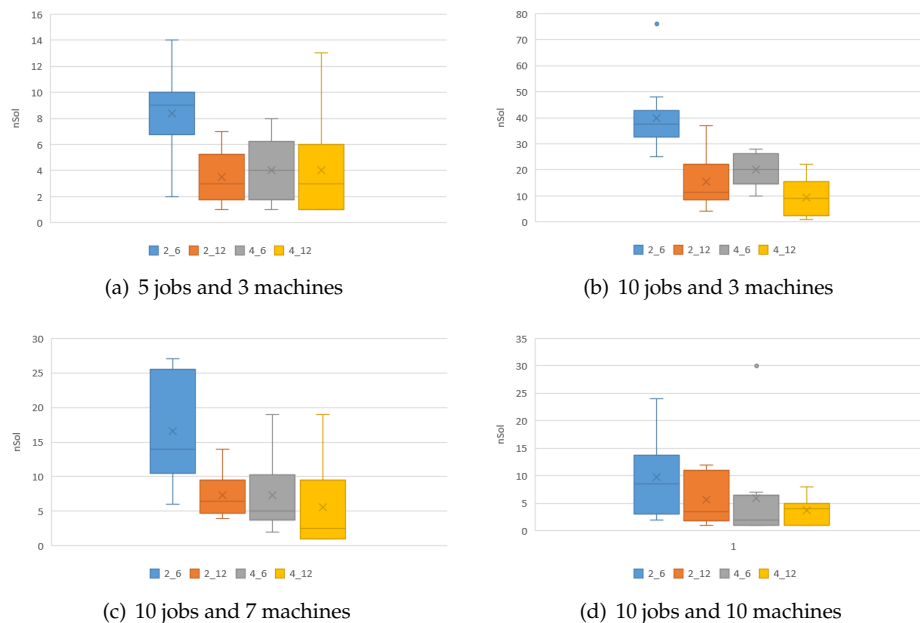 16
14
12
10
8
6
4
2
0
nSol
2_6 2_12 4_6 4_12
(a) 5 jobs and 3 machines
80
70
60
50
40
30
20
10
0
nSol
2_6 2_12 4_6 4_12
(b) 10 jobs and 3 machines
30
25
20
15
10
5
0
nSol
2_6 2_12 4_6 4_12
(c) 10 jobs and 7 machines
35
30
25
20
15
10
5
0
nSol
1
2_6 2_12 4_6 4_12
(d) 10 jobs and 10 machines